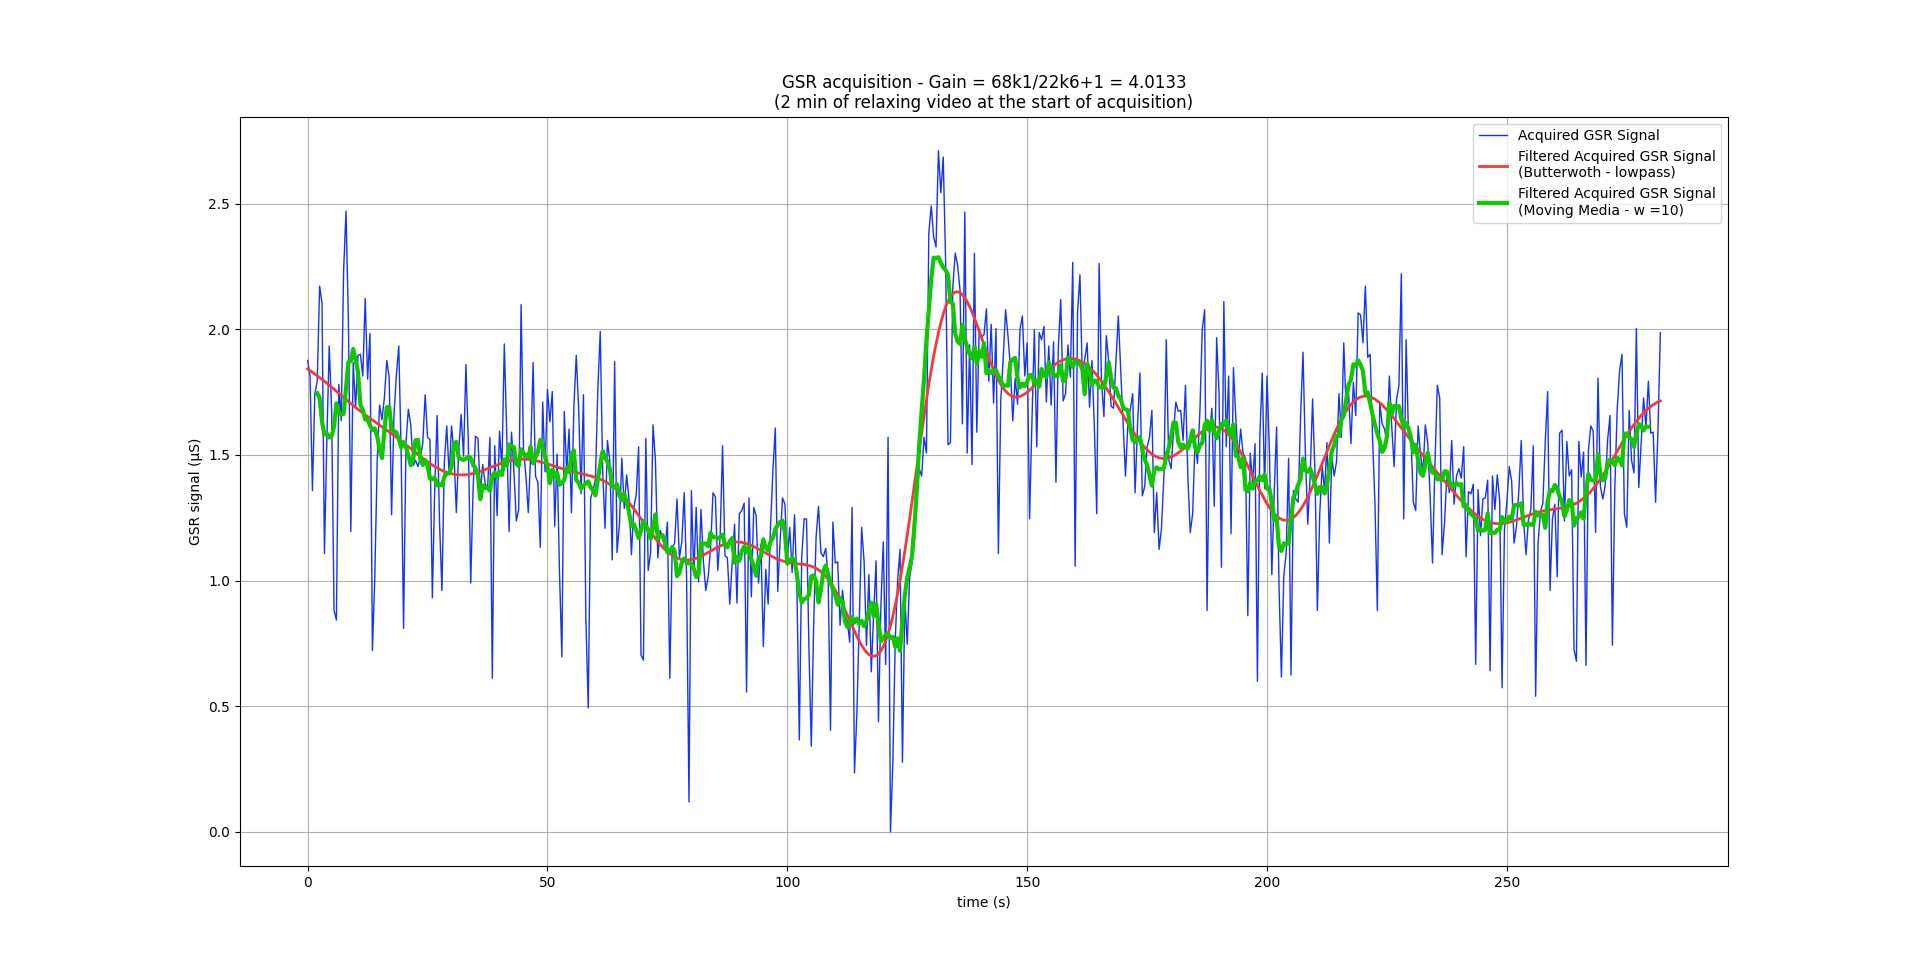 GSR acquisition - Gain = 68k1/22k6+1 = 4.0133
(2 min of relaxing video at the start of acquisition)
Acquired GSR Signal
Filtered Acquired GSR Signal
(Butterwoth - lowpass)
Filtered Acquired GSR Signal
(Moving Media - w =10)
GSR signal (µS)
2.5
2.0
1.5
1.0
0.5
0.0
0
50
100
150
200
250
time (s)